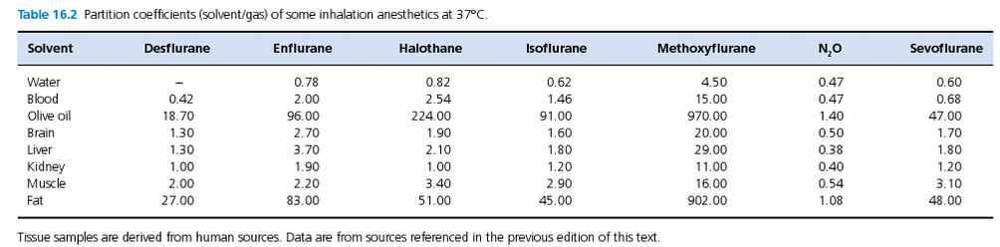 Table 16.2 Partition coefficients (solvent/gas) of some inhalation anesthetics at 37°C.
Solvent Desflurane Enflurane Halothane Isoflurane Methoxyflurane N2O Sevoflurane
Water – 0.78 0.82 0.62 4.50 0.47 0.60
Blood 0.42 2.00 2.54 1.46 15.00 0.47 0.68
Olive oil 18.70 96.00 224.00 91.00 970.00 1.40 47.00
Brain 1.30 2.70 1.90 1.60 20.00 0.50 1.70
Liver 1.30 3.70 2.10 1.80 29.00 0.38 1.80
Kidney 1.00 1.90 1.00 1.20 11.00 0.40 1.20
Muscle 2.00 2.20 3.40 2.90 16.00 0.54 3.10
Fat 27.00 83.00 51.00 45.00 902.00 1.08 48.00
Tissue samples are derived from human sources. Data are from sources referenced in the previous edition of this text.